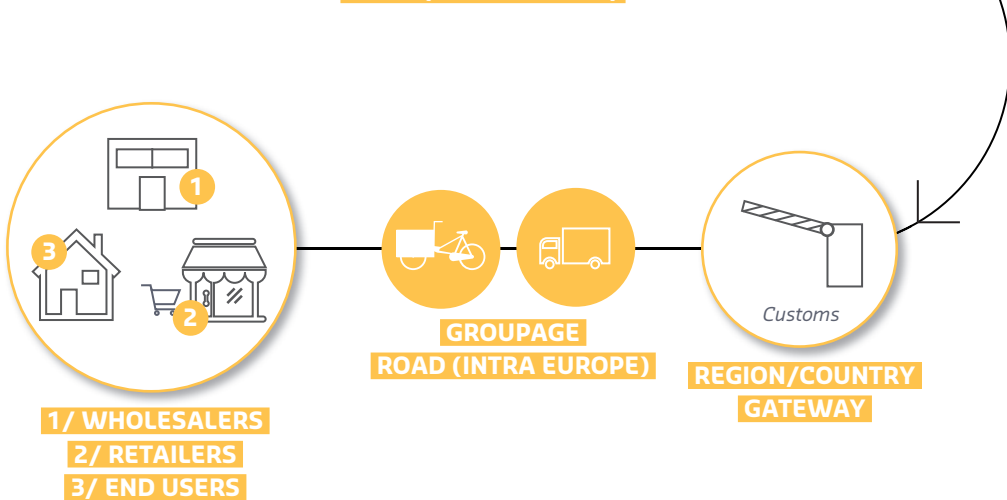 1
3
2
Customs
GROUPAGE
ROAD (INTRA EUROPE)
REGION/COUNTRY
GATEWAY
1/ WHOLESALERS
2/ RETAILERS
3/ END USERS